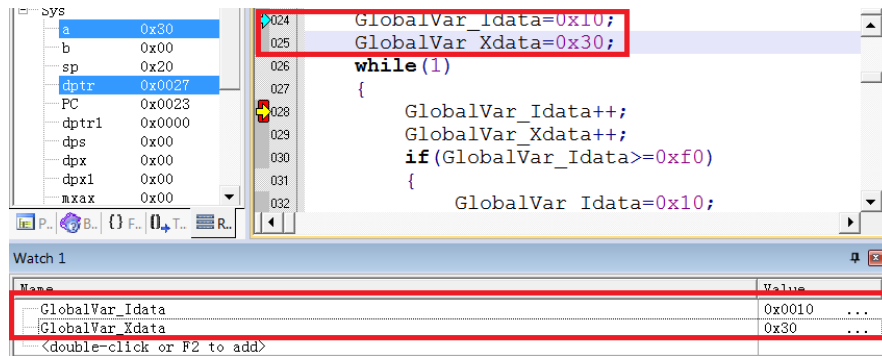 Sys
a 0x30
b 0x00
sp 0x20
dptr 0x0027
PC 0x0023
dptr1 0x0000
dps 0x00
dpx 0x00
dpx1 0x00
mxax 0x00
P.. B.. {} F.. 0 T.. R..
024 GlobalVar_Idata=0x10;
025 GlobalVar_Xdata=0x30;
026 while(1)
027 {
028 GlobalVar_Idata++;
029 GlobalVar_Xdata++;
030 if(GlobalVar_Idata>=0xf0)
031 {
032 GlobalVar_Idata=0x10;
Watch 1
Name Value
GlobalVar_Idata 0x0010 ...
GlobalVar_Xdata 0x30 ...
<double-click or F2 to add>